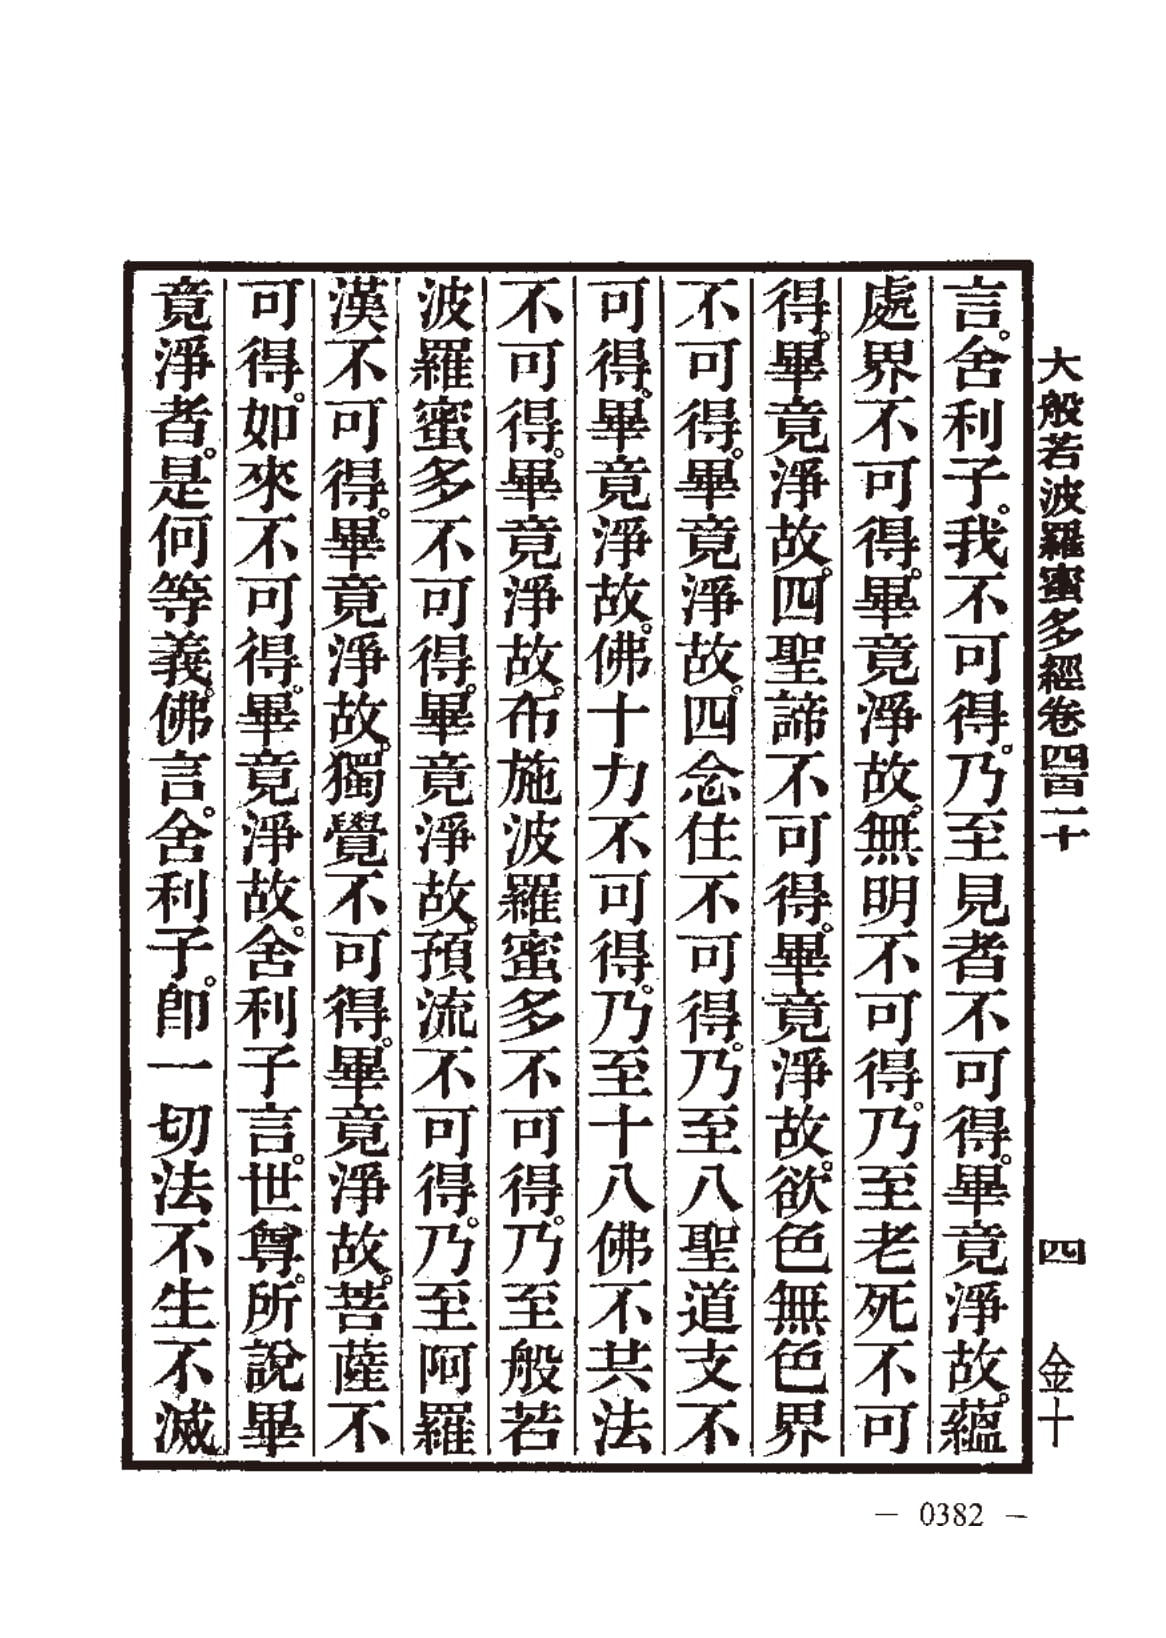 大般若波羅蜜多經卷四百二十　四　金十
言。舍利子。我不可得。乃至見者不可得。畢竟淨故。蘊
處界不可得。畢竟淨故。無明不可得。乃至老死不可
得。畢竟淨故。四聖諦不可得。畢竟淨故。欲色無色界
不可得。畢竟淨故。四念住不可得。乃至八聖道支不
可得。畢竟淨故。佛十力不可得。乃至十八佛不共法
不可得。畢竟淨故。布施波羅蜜多不可得。乃至般若
波羅蜜多不可得。畢竟淨故。預流不可得。乃至阿羅
漢不可得。畢竟淨故。獨覺不可得。畢竟淨故。菩薩不
可得。如來不可得。畢竟淨故。舍利子言。世尊。所說畢
竟淨者。是何等義。佛言。舍利子。卽一切法不生不滅
— 0382 —